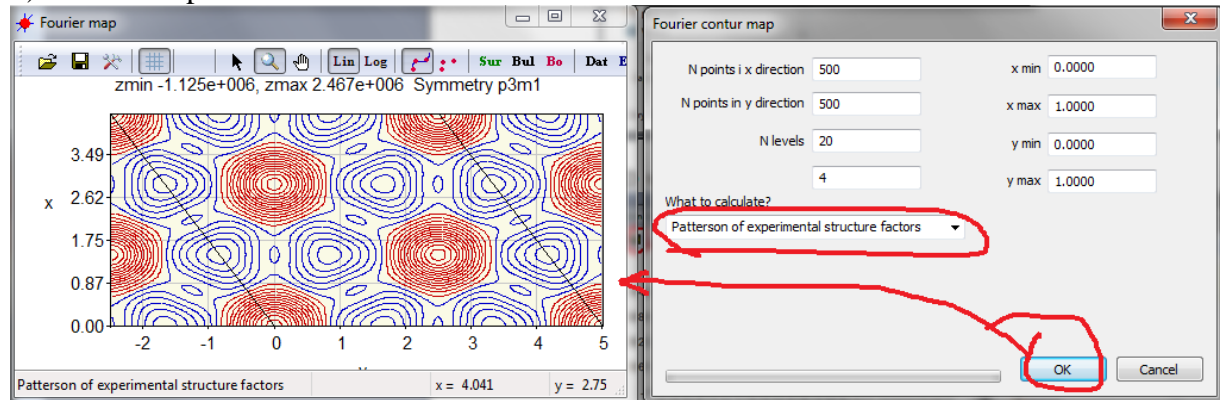 Fourier map
Lin Log Sur Bul Bo Dat E
zmin -1.125e+006, zmax 2.467e+006 Symmetry p3m1
3.49
x
2.62
1.75
0.87
0.00
-2 -1 0 1 2 3 4 5
Patterson of experimental structure factors x = 4.041 y = 2.75
Fourier contur map
N points i x direction 500 x min 0.0000
N points in y direction 500 x max 1.0000
N levels 20 y min 0.0000
4 y max 1.0000
What to calculate?
Patterson of experimental structure factors
OK Cancel